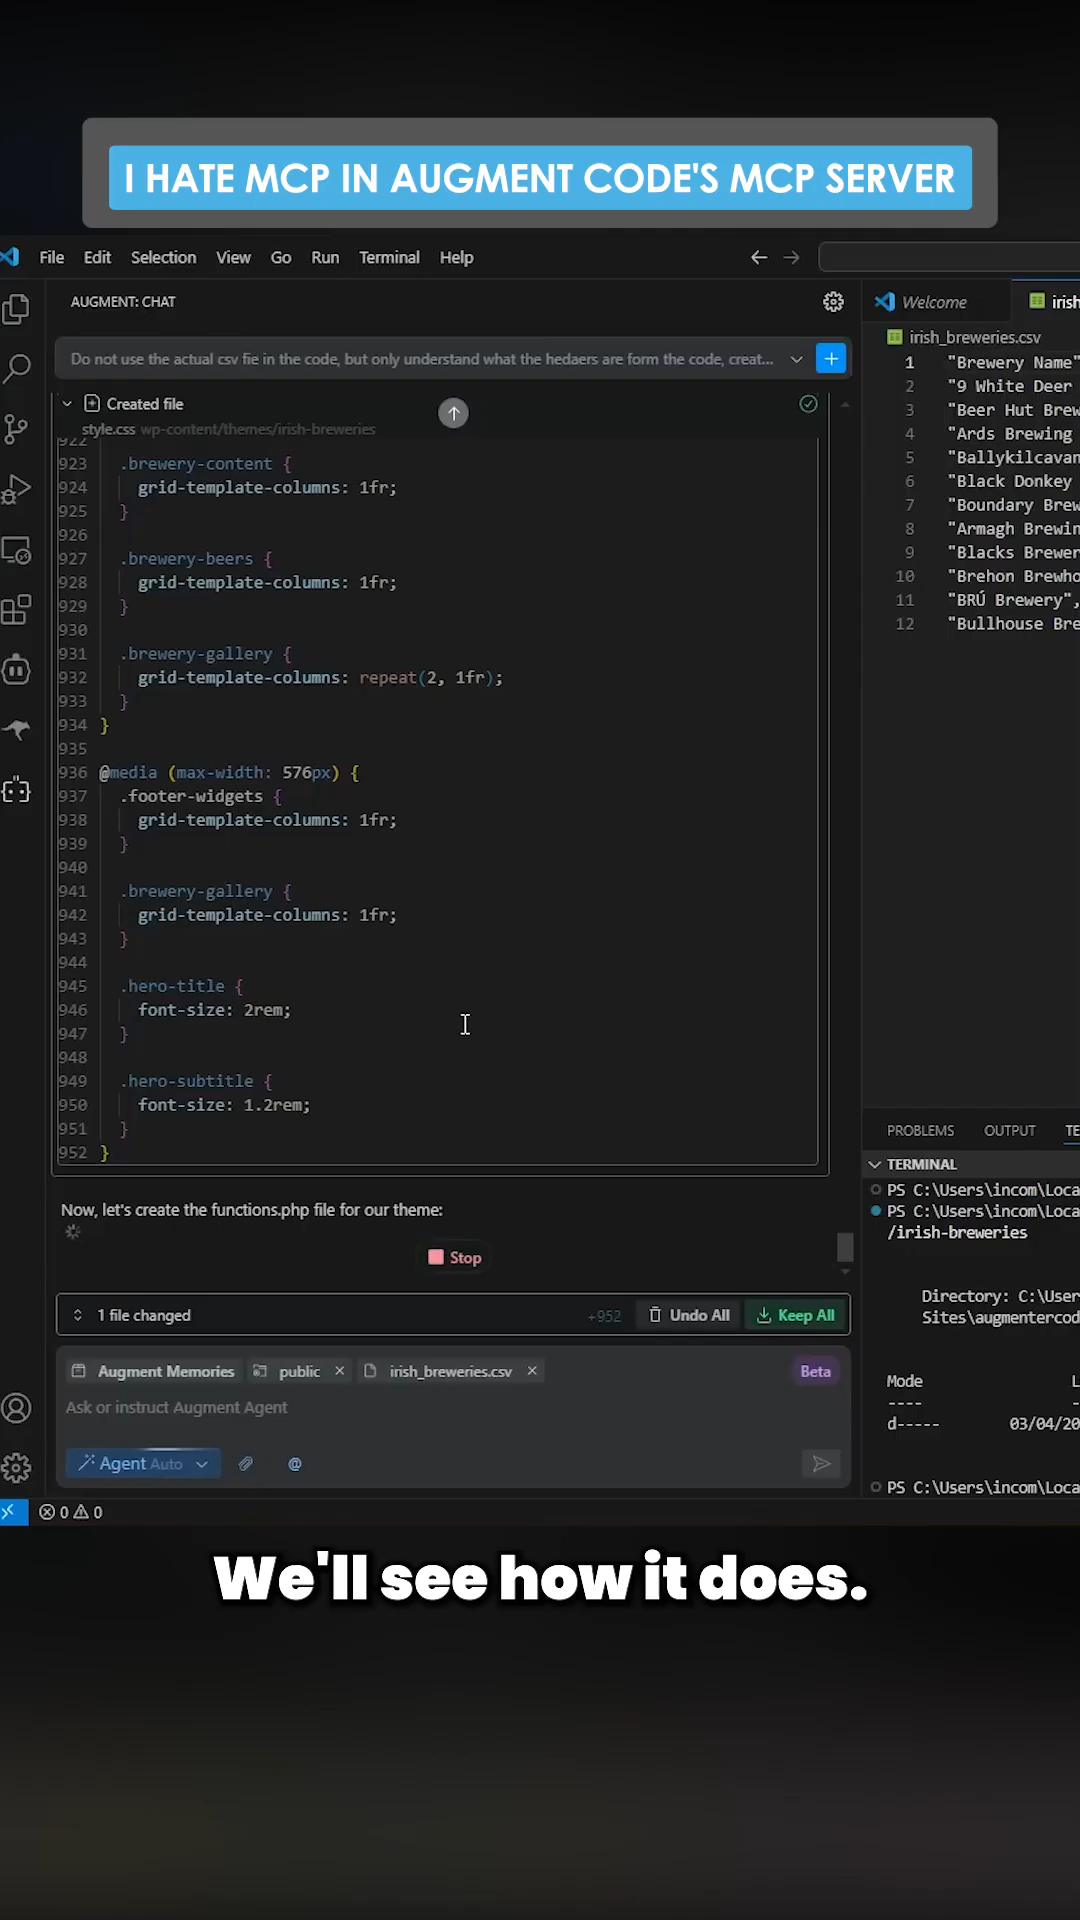 I HATE MCP IN AUGMENT CODE'S MCP SERVER
File Edit Selection View Go Run Terminal Help
AUGMENT: CHAT
Do not use the actual csv fie in the code, but only understand what the hedaers are form the code, creat...
Created file
style.css wp-content/themes/irish-breweries
922
923 .brewery-content {
924 grid-template-columns: 1fr;
925 }
926
927 .brewery-beers {
928 grid-template-columns: 1fr;
929 }
930
931 .brewery-gallery {
932 grid-template-columns: repeat(2, 1fr);
933 }
934 }
935
936 @media (max-width: 576px) {
937 .footer-widgets {
938 grid-template-columns: 1fr;
939 }
940
941 .brewery-gallery {
942 grid-template-columns: 1fr;
943 }
944
945 .hero-title {
946 font-size: 2rem;
947 }
948
949 .hero-subtitle {
950 font-size: 1.2rem;
951 }
952 }
Now, let's create the functions.php file for our theme:
Stop
1 file changed +952 Undo All Keep All
Augment Memories public × irish_breweries.csv × Beta
Ask or instruct Augment Agent
Agent Auto @
0 0
Welcome irish
irish_breweries.csv
1 "Brewery Name"
2 "9 White Deer
3 "Beer Hut Brew
4 "Ards Brewing
5 "Ballykilcavan
6 "Black Donkey
7 "Boundary Brew
8 "Armagh Brewin
9 "Blacks Brewer
10 "Brehon Brewho
11 "BRÚ Brewery",
12 "Bullhouse Bre
PROBLEMS OUTPUT TE
TERMINAL
PS C:\Users\incom\Loca
PS C:\Users\incom\Loca
/irish-breweries
Directory: C:\User
Sites\augmentercod
Mode L
---- -
d----- 03/04/20
PS C:\Users\incom\Loca
We'll see how it does.